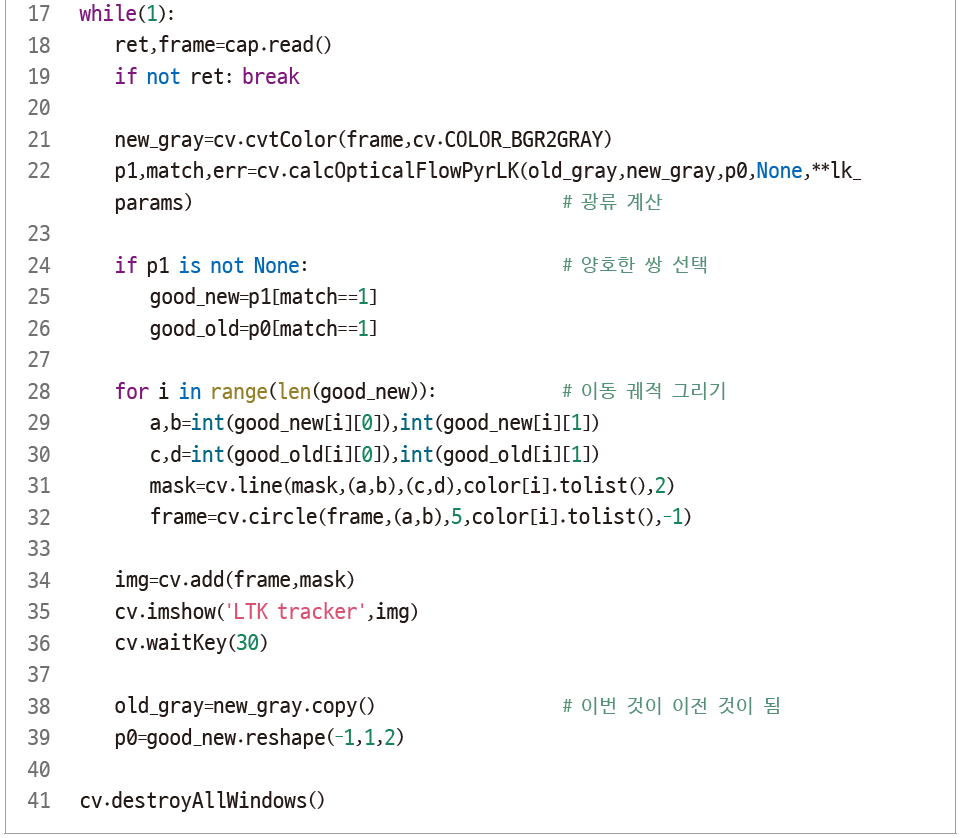 17 while(1):
18 ret,frame=cap.read()
19 if not ret: break
20
21 new_gray=cv.cvtColor(frame,cv.COLOR_BGR2GRAY)
22 p1,match,err=cv.calcOpticalFlowPyrLK(old_gray,new_gray,p0,None,**lk_
params) # 광류 계산
23
24 if p1 is not None: # 양호한 쌍 선택
25 good_new=p1[match==1]
26 good_old=p0[match==1]
27
28 for i in range(len(good_new)): # 이동 궤적 그리기
29 a,b=int(good_new[i][0]),int(good_new[i][1])
30 c,d=int(good_old[i][0]),int(good_old[i][1])
31 mask=cv.line(mask,(a,b),(c,d),color[i].tolist(),2)
32 frame=cv.circle(frame,(a,b),5,color[i].tolist(),-1)
33
34 img=cv.add(frame,mask)
35 cv.imshow('LTK tracker',img)
36 cv.waitKey(30)
37
38 old_gray=new_gray.copy() # 이번 것이 이전 것이 됨
39 p0=good_new.reshape(-1,1,2)
40
41 cv.destroyAllWindows()